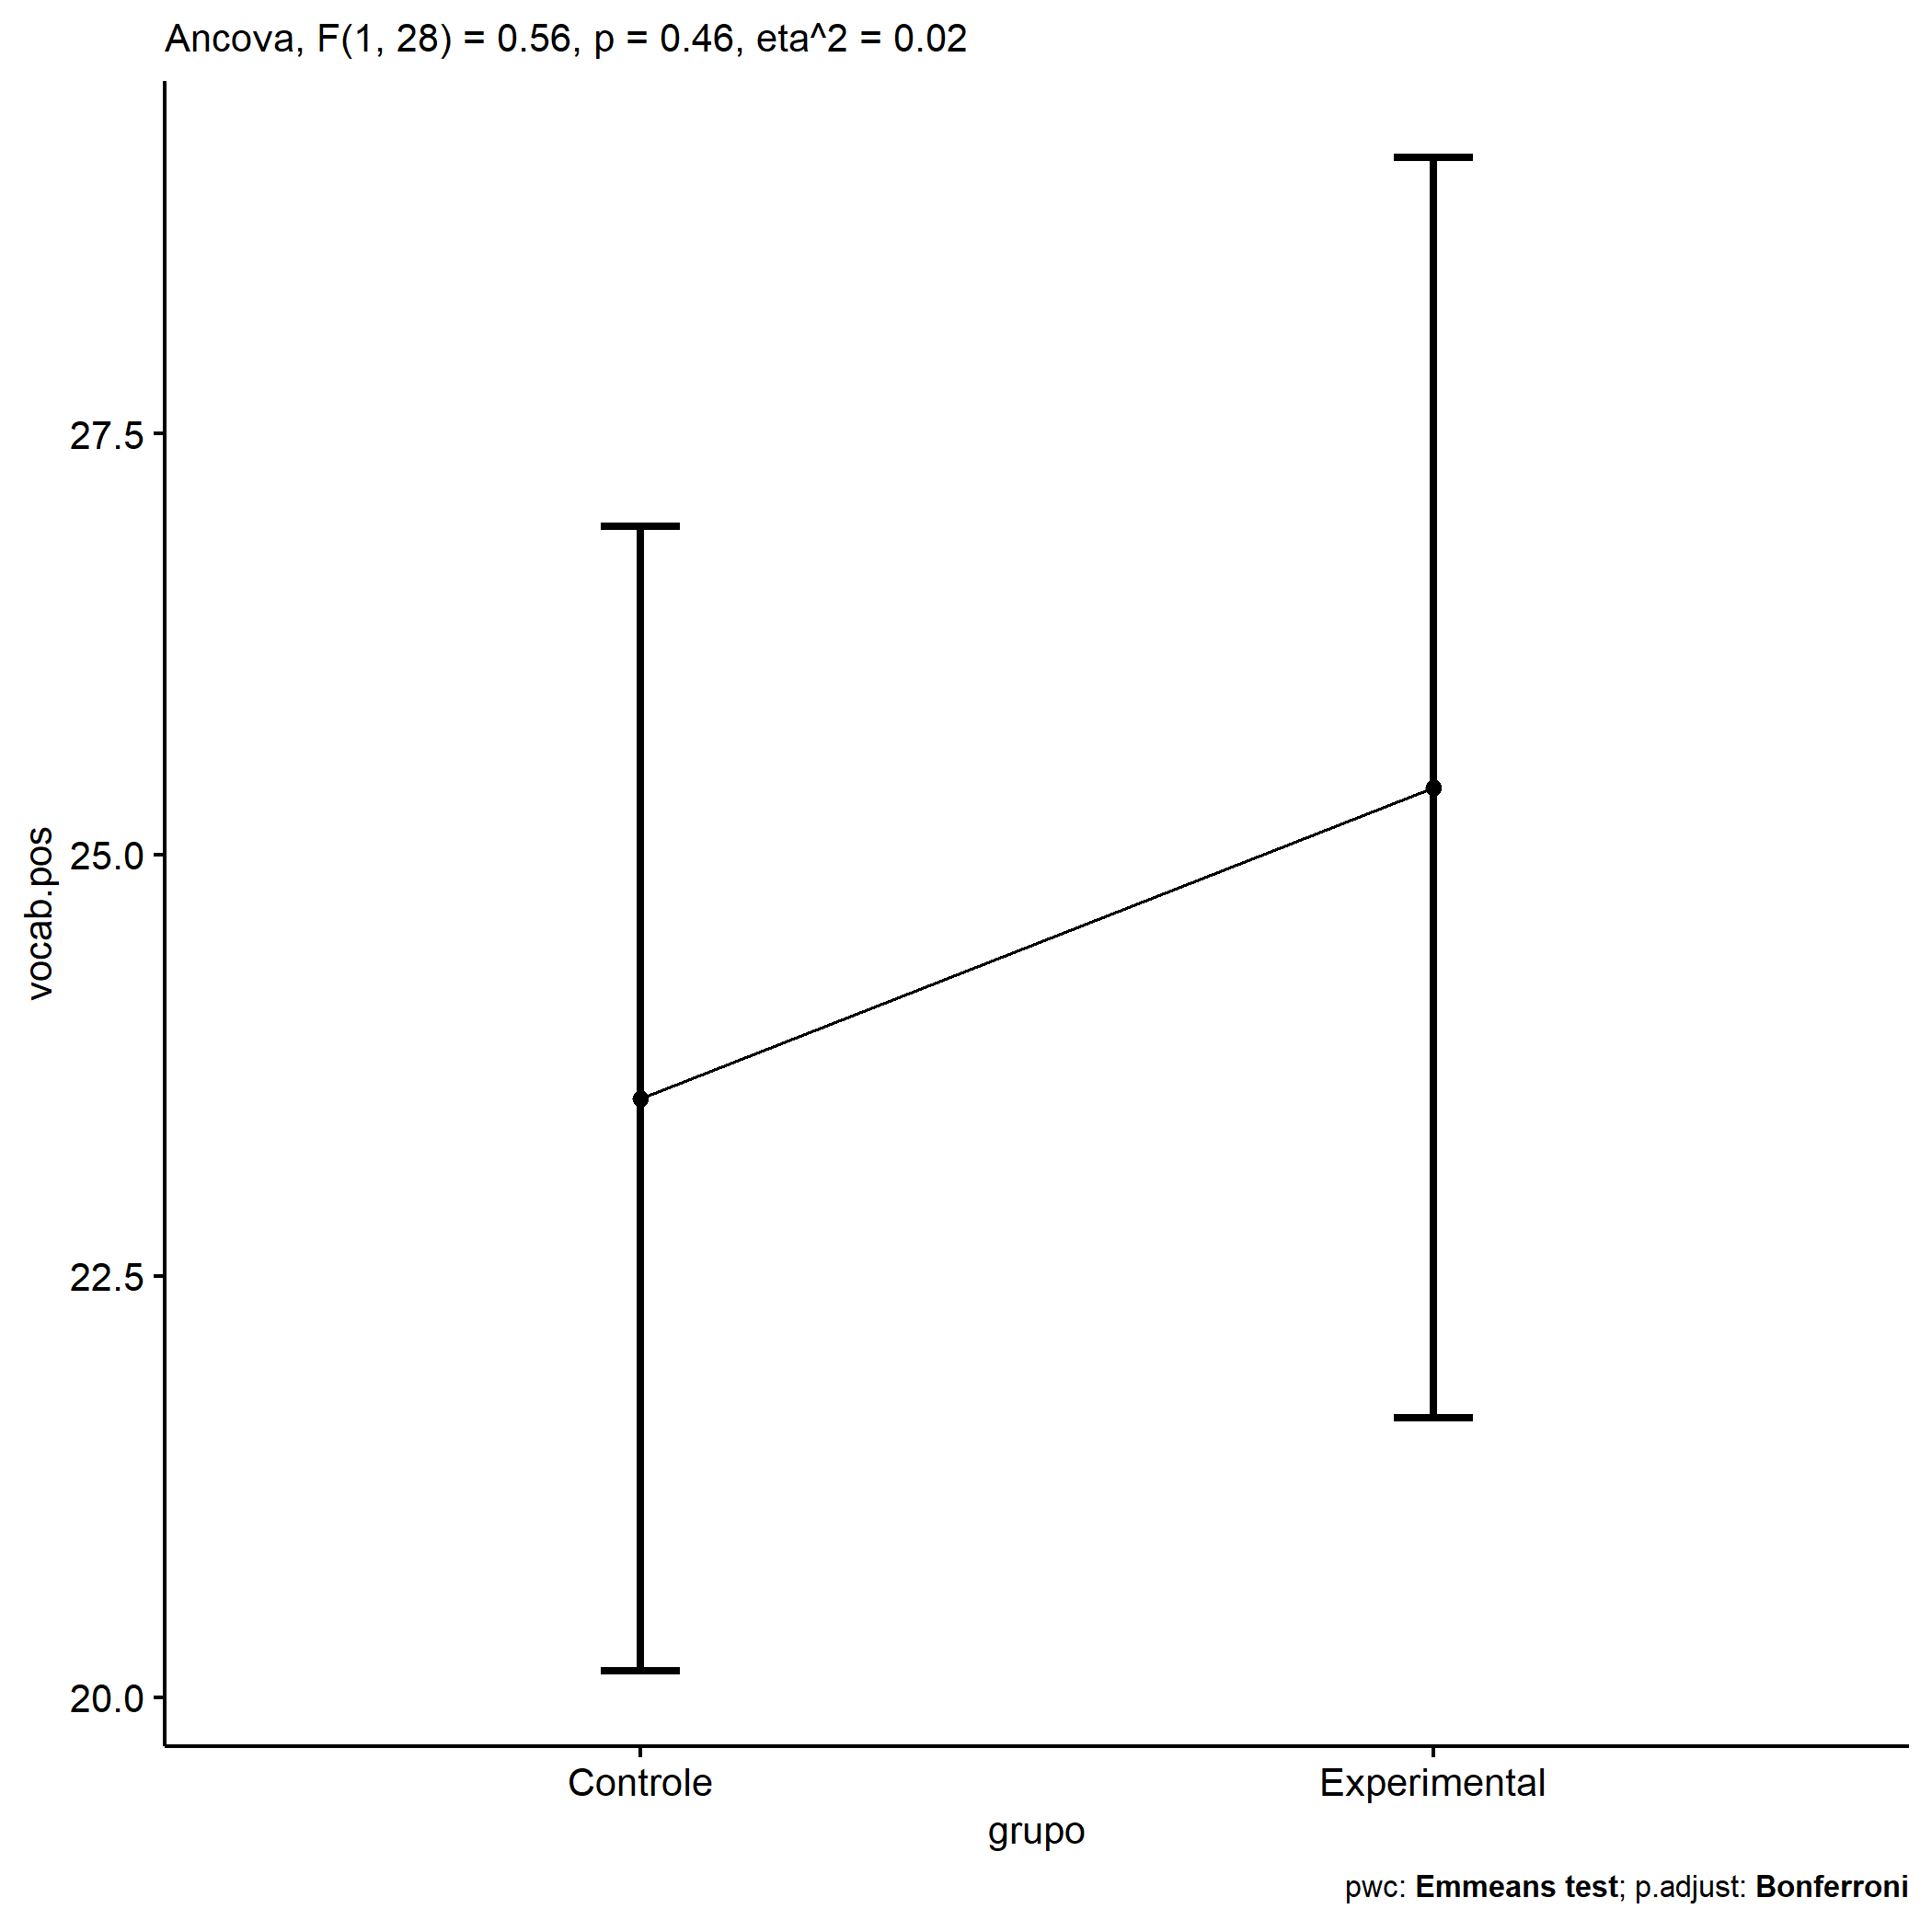 Ancova, F(1, 28) = 0.56, p = 0.46, eta^2 = 0.02
27.5
25.0
22.5
20.0
vocab.pos
Controle
Experimental
grupo
pwc: Emmeans test; p.adjust: Bonferroni